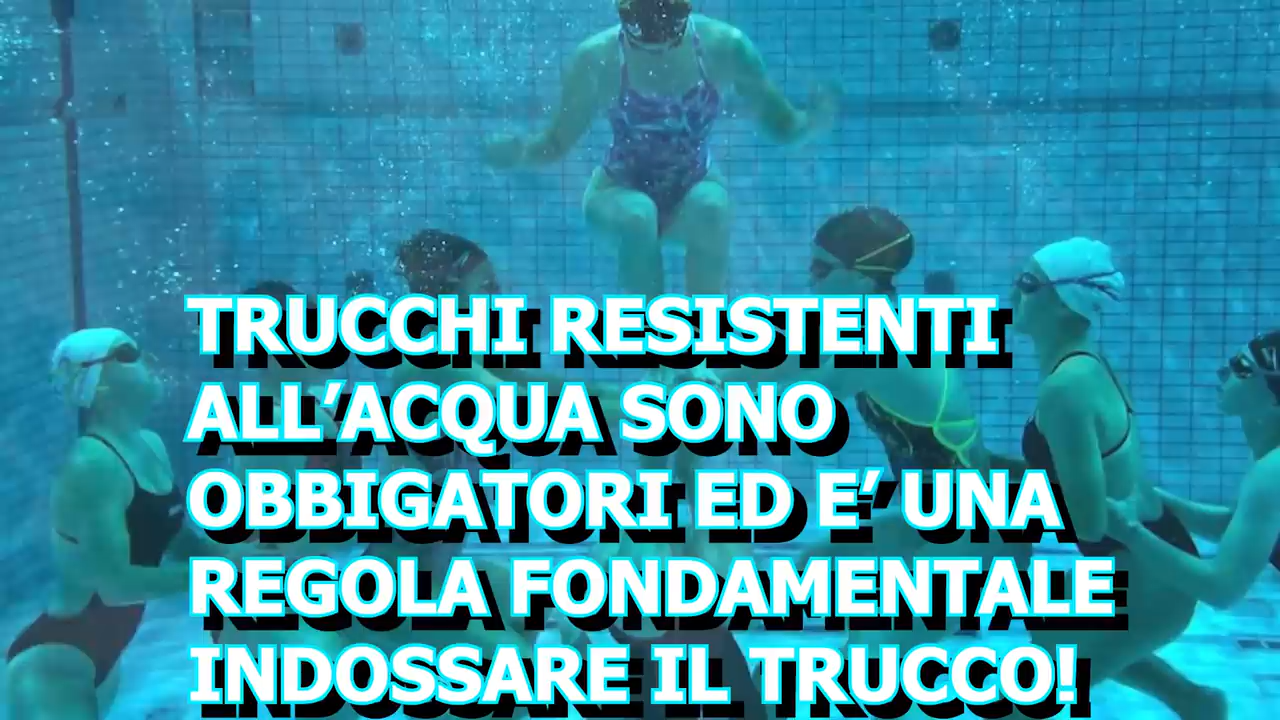 TRUCCHI RESISTENTI
ALL’ACQUA SONO
OBBIGATORI ED E’ UNA
REGOLA FONDAMENTALE
INDOSSARE IL TRUCCO!